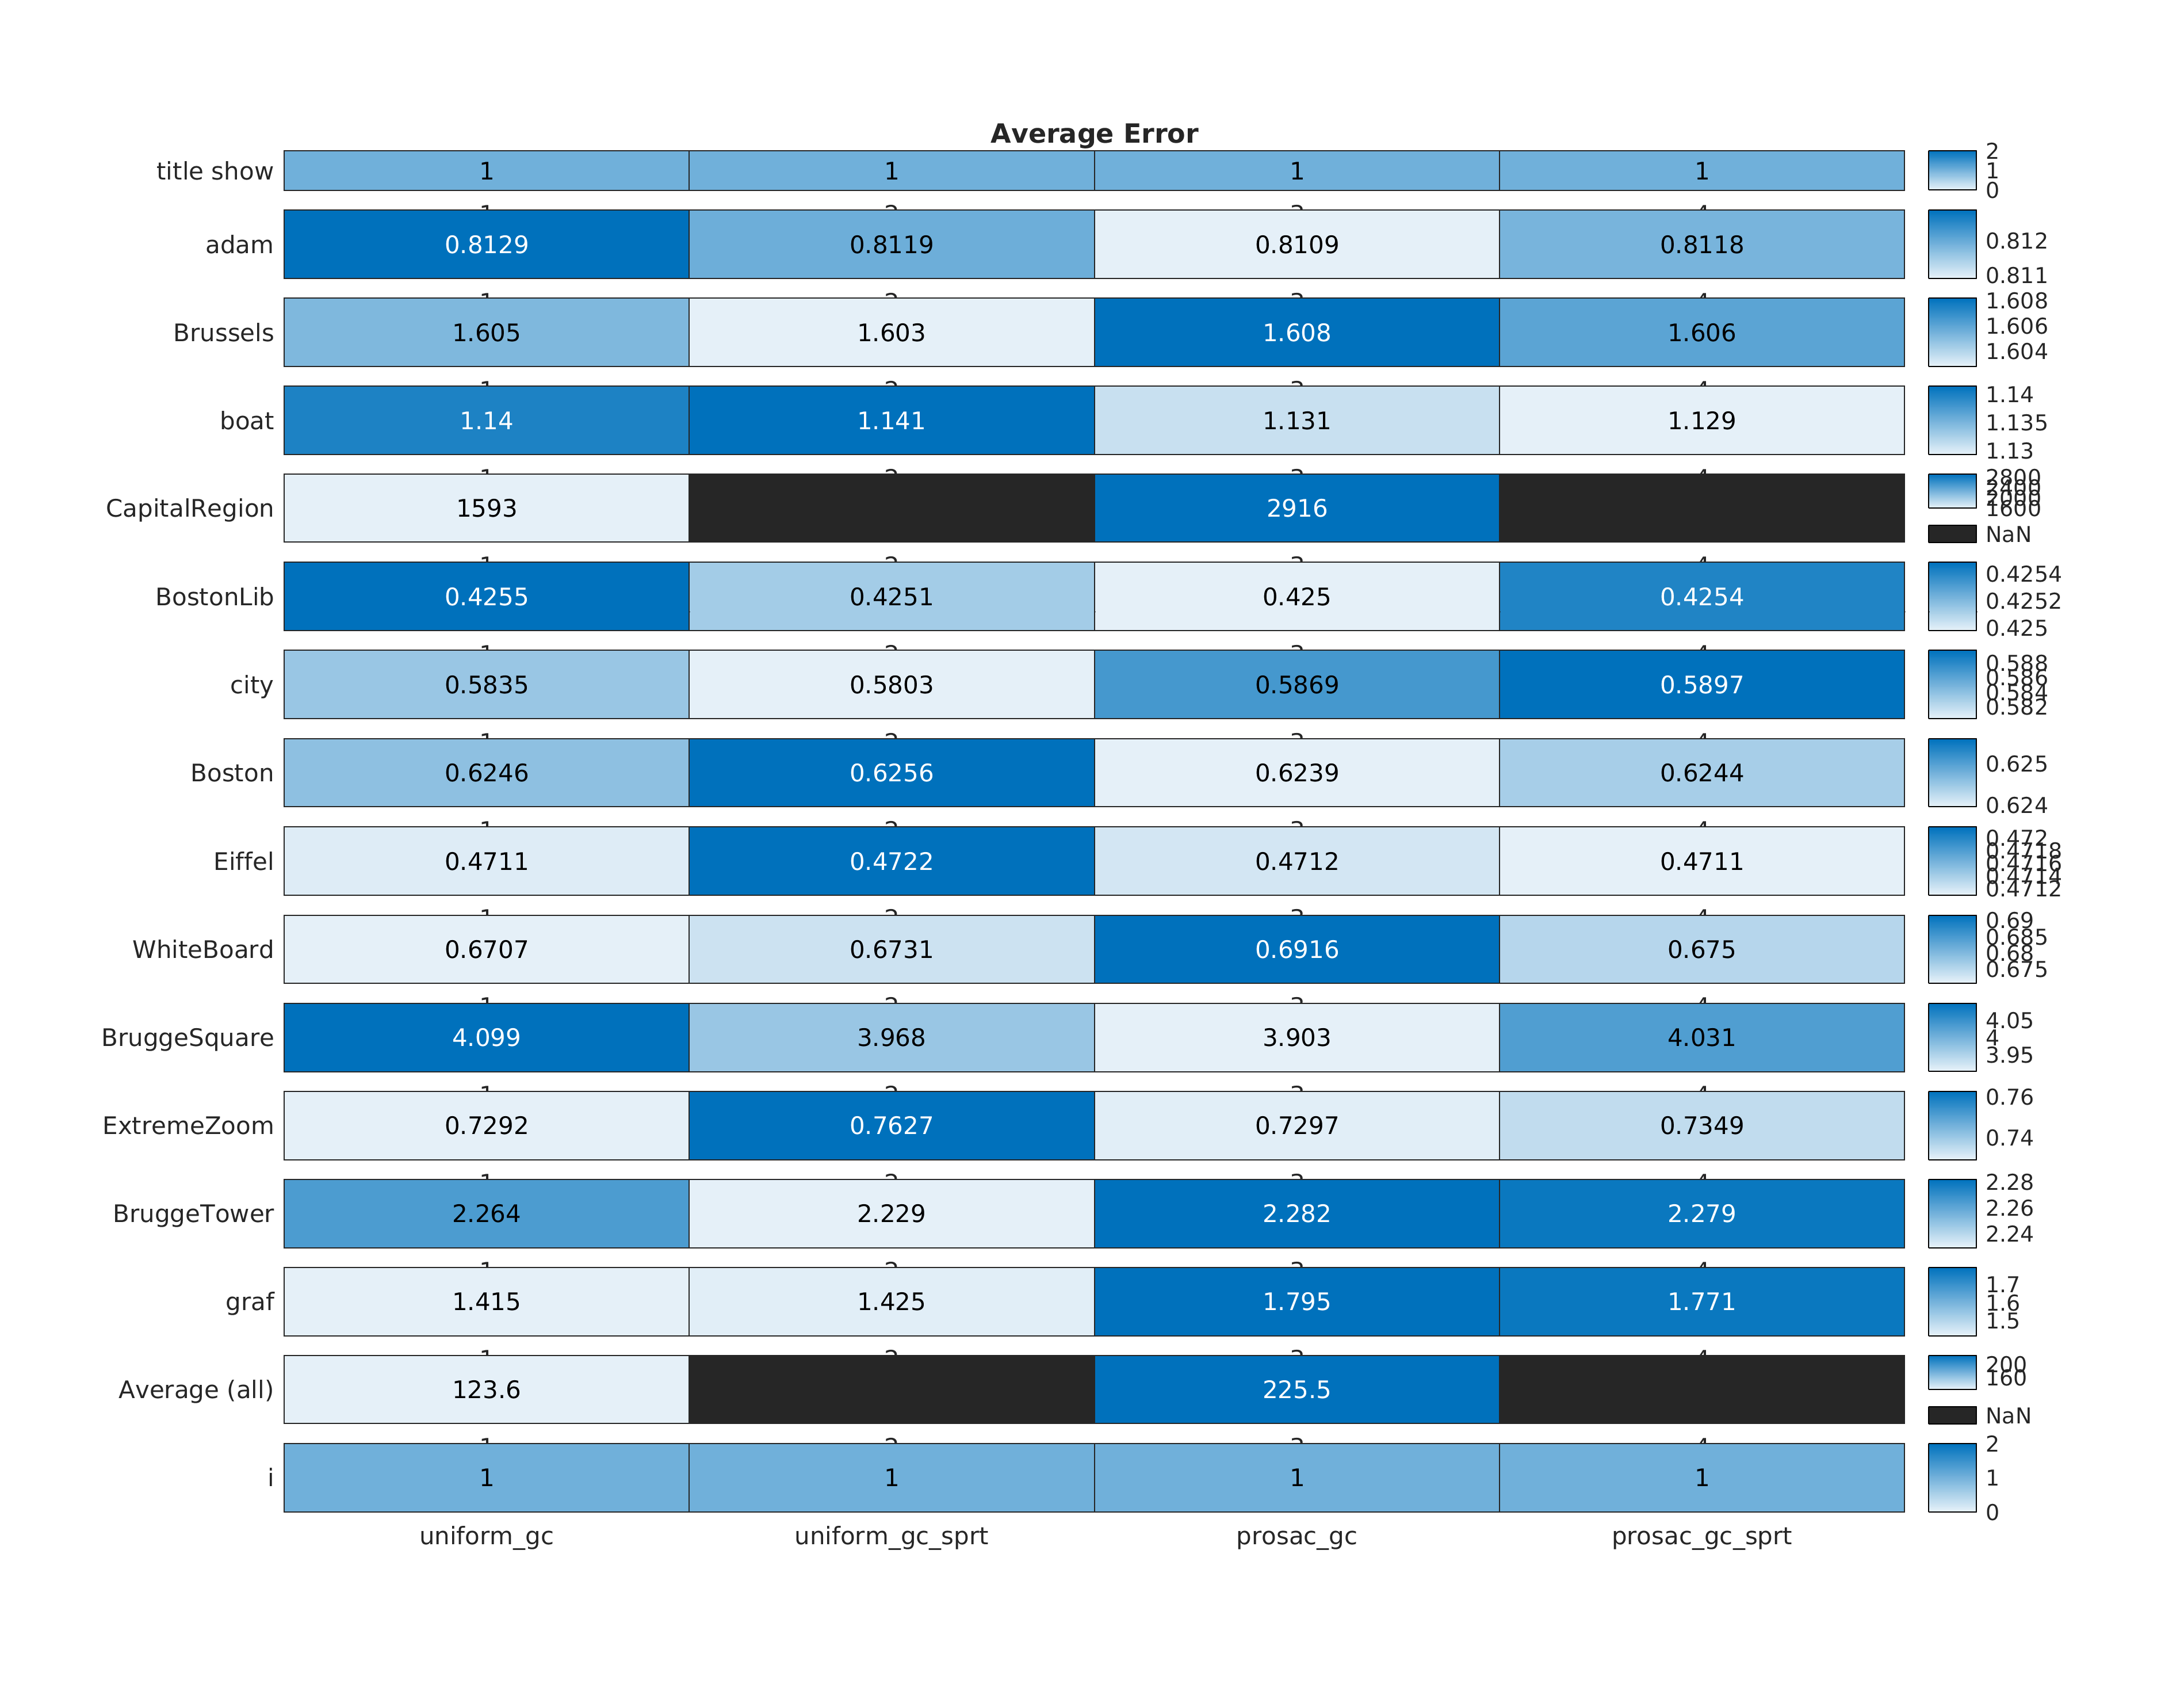 Average Error
title show 1 1 1 1 2 1 0
adam 0.8129 0.8119 0.8109 0.8118 0.812 0.811
Brussels 1.605 1.603 1.608 1.606 1.608 1.606 1.604
boat 1.14 1.141 1.131 1.129 1.14 1.135 1.13
CapitalRegion 1593 2916 2800 2400 2000 1600 NaN
BostonLib 0.4255 0.4251 0.425 0.4254 0.4254 0.4252 0.425
city 0.5835 0.5803 0.5869 0.5897 0.588 0.586 0.584 0.582
Boston 0.6246 0.6256 0.6239 0.6244 0.625 0.624
Eiffel 0.4711 0.4722 0.4712 0.4711 0.472 0.4718 0.4716 0.4714 0.4712
WhiteBoard 0.6707 0.6731 0.6916 0.675 0.69 0.685 0.68 0.675
BruggeSquare 4.099 3.968 3.903 4.031 4.05 4 3.95
ExtremeZoom 0.7292 0.7627 0.7297 0.7349 0.76 0.74
BruggeTower 2.264 2.229 2.282 2.279 2.28 2.26 2.24
graf 1.415 1.425 1.795 1.771 1.7 1.6 1.5
Average (all) 123.6 225.5 200 160 NaN
i 1 1 1 1 2 1 0
uniform_gc uniform_gc_sprt prosac_gc prosac_gc_sprt